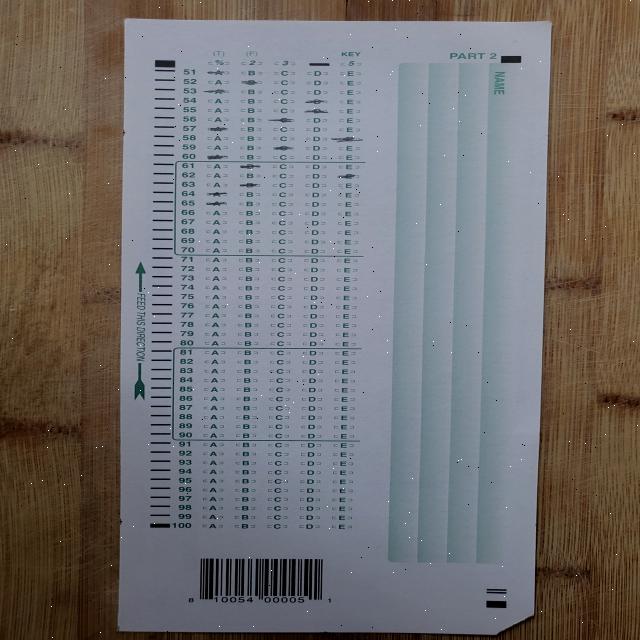 (T) (F) KEY
% 2 3 5
PART 2
NAME
51 A B C D E
52 A B C D E
53 A B C D E
54 A B C D E
55 A B C D E
56 A B C D E
57 A B C D E
58 A B C D E
59 A B C D E
60 A B C D E
61 A B C D E
62 A B C D E
63 A B C D E
64 A B C D E
65 A B C D E
66 A B C D E
67 A B C D E
68 A B C D E
69 A B C D E
70 A B C D E
71 A B C D E
72 A B C D E
73 A B C D E
74 A B C D E
75 A B C D E
76 A B C D E
77 A B C D E
78 A B C D E
79 A B C D E
80 A B C D E
81 A B C D E
82 A B C D E
83 A B C D E
84 A B C D E
85 A B C D E
86 A B C D E
87 A B C D E
88 A B C D E
89 A B C D E
90 A B C D E
91 A B C D E
92 A B C D E
93 A B C D E
94 A B C D E
95 A B C D E
96 A B C D E
97 A B C D E
98 A B C D E
99 A B C D E
100 A B C D E
FEED THIS DIRECTION
8 10054 00005 1